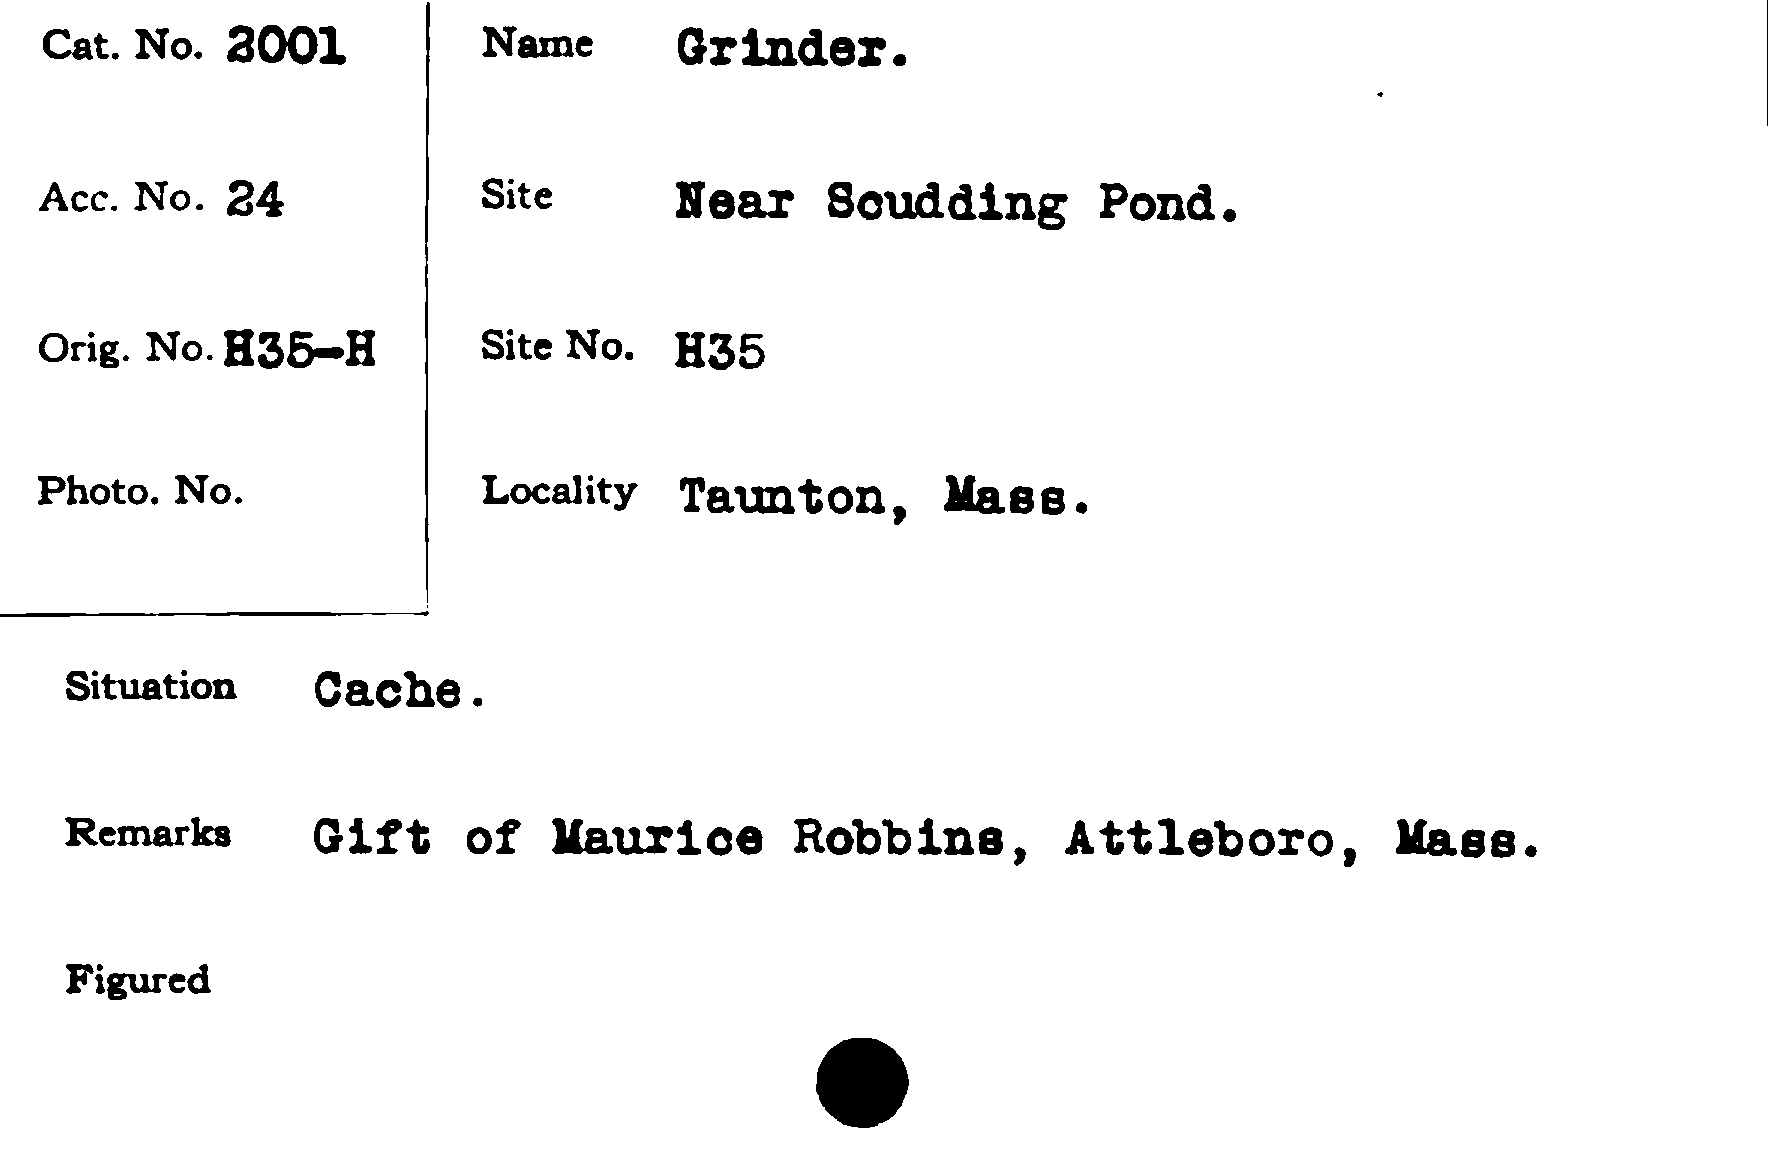 Cat. No. 2001
Name Grinder.
Acc. No. 24
Site Near Scudding Pond.
Orig. No. H35-H
Site No. H35
Photo. No.
Locality Taunton, Mass.
Situation Cache.
Remarks Gift of Maurice Robbins, Attleboro, Mass.
Figured